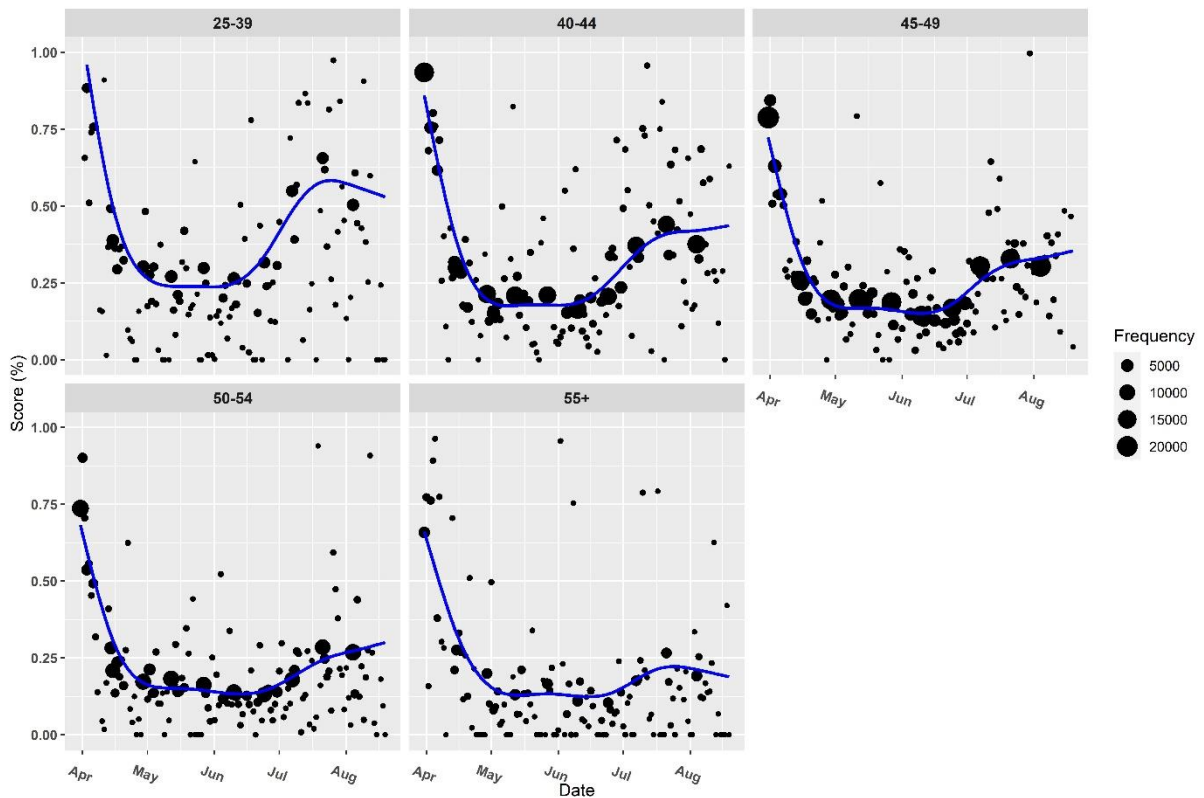 25-39
40-44
45-49
1.00
0.75
0.50
0.25
0.00
Apr
May
Jun
Jul
Aug
Score (%)
Frequency
5000
10000
15000
20000
50-54
55+
1.00
0.75
0.50
0.25
0.00
Apr
May
Jun
Jul
Aug
Apr
May
Jun
Jul
Aug
Date